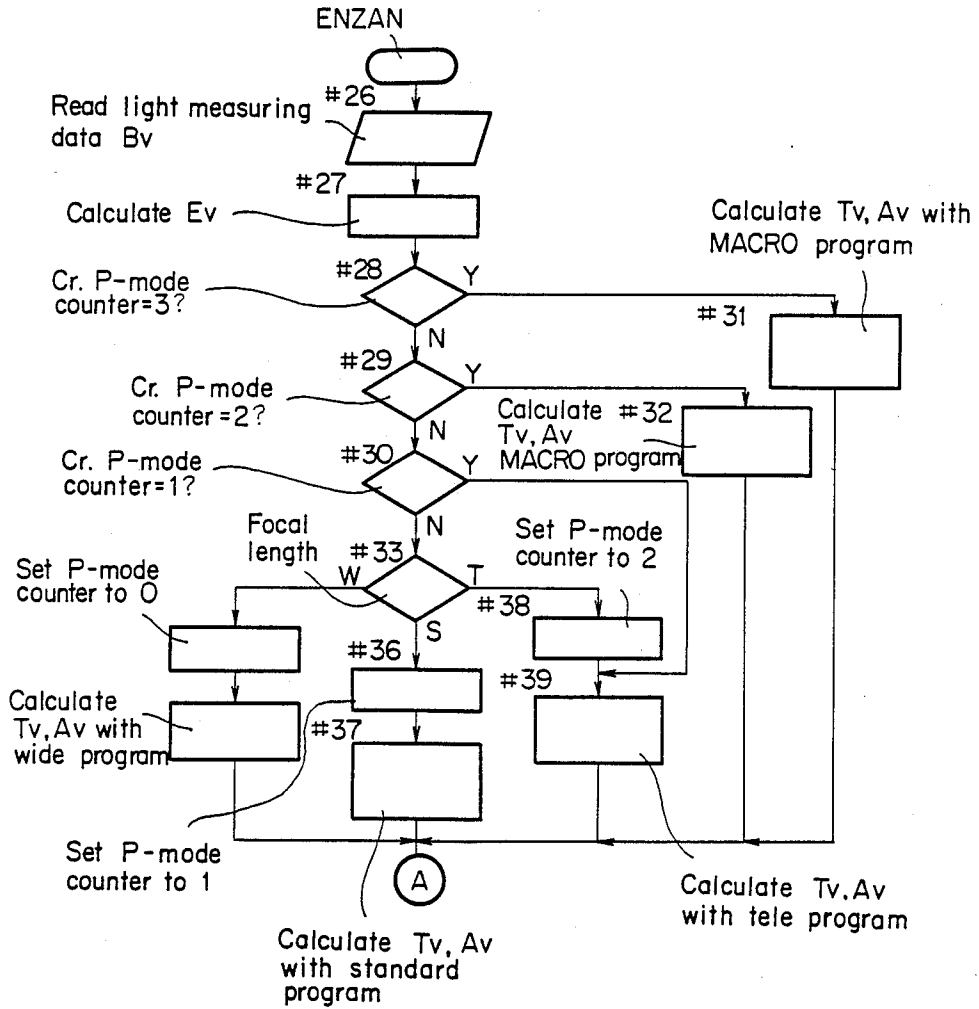 ENZAN
#26
Read light measuring
data Bv
#27
Calculate Ev
Calculate Tv, Av with
MACRO program
#28
Y
Cr. P-mode
counter=3?
#31
N
#29
Y
Cr. P-mode
counter=2?
Calculate #32
Tv, Av
MACRO program
N
#30
Y
Cr. P-mode
counter=1?
N
Focal
length
#33
Set P-mode
counter to 2
Set P-mode
counter to 0
W
T
#38
S
#36
#39
Calculate
Tv, Av with
wide program
#37
Set P-mode
counter to 1
A
Calculate Tv, Av
with tele program
Calculate Tv, Av
with standard
program